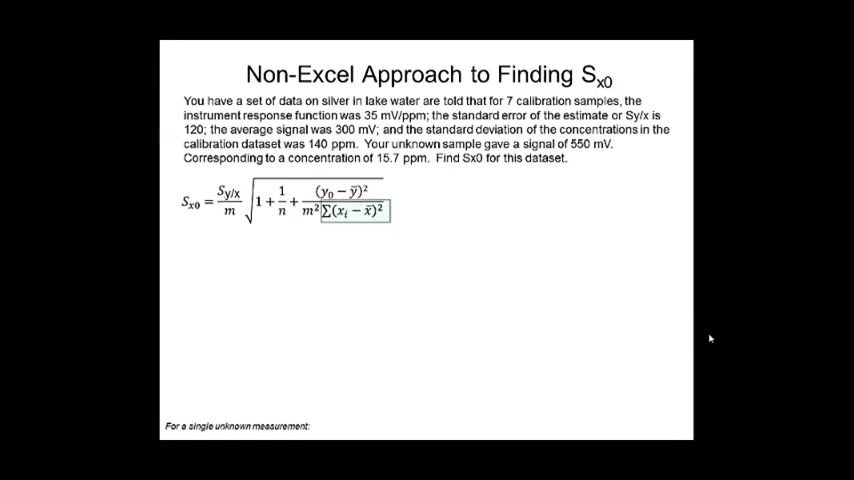 Non-Excel Approach to Finding Sx0
You have a set of data on silver in lake water are told that for 7 calibration samples, the
instrument response function was 35 mV/ppm; the standard error of the estimate or Sy/x is
120; the average signal was 300 mV; and the standard deviation of the concentrations in the
calibration dataset was 140 ppm. Your unknown sample gave a signal of 550 mV.
Corresponding to a concentration of 15.7 ppm. Find Sx0 for this dataset.
Sx0 = Sy/x / m √(1 + 1/n + (y₀ − ȳ)² / m² ∑(xᵢ − x̄)²)
For a single unknown measurement: